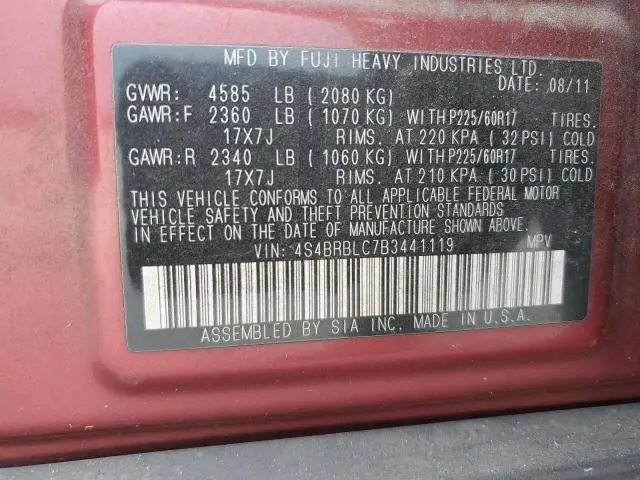 MFD BY FUJI HEAVY INDUSTRIES LTD.
DATE: 08/11
GVWR: 4585 LB (2080 KG)
GAWR:F 2360 LB (1070 KG) WITH P225/60R17 TIRES.
17X7J RIMS. AT 220 KPA (32 PSI) COLD
GAWR:R 2340 LB (1060 KG) WITH P225/60R17 TIRES.
17X7J RIMS. AT 210 KPA (30 PSI) COLD
THIS VEHICLE CONFORMS TO ALL APPLICABLE FEDERAL MOTOR
VEHICLE SAFETY AND THEFT PREVENTION STANDARDS IN
EFFECT ON THE DATE OF MANUFACTURE SHOWN ABOVE.
VIN: 4S4BRBLC7B3441119 MPV
ASSEMBLED BY SIA INC. MADE IN U.S.A.